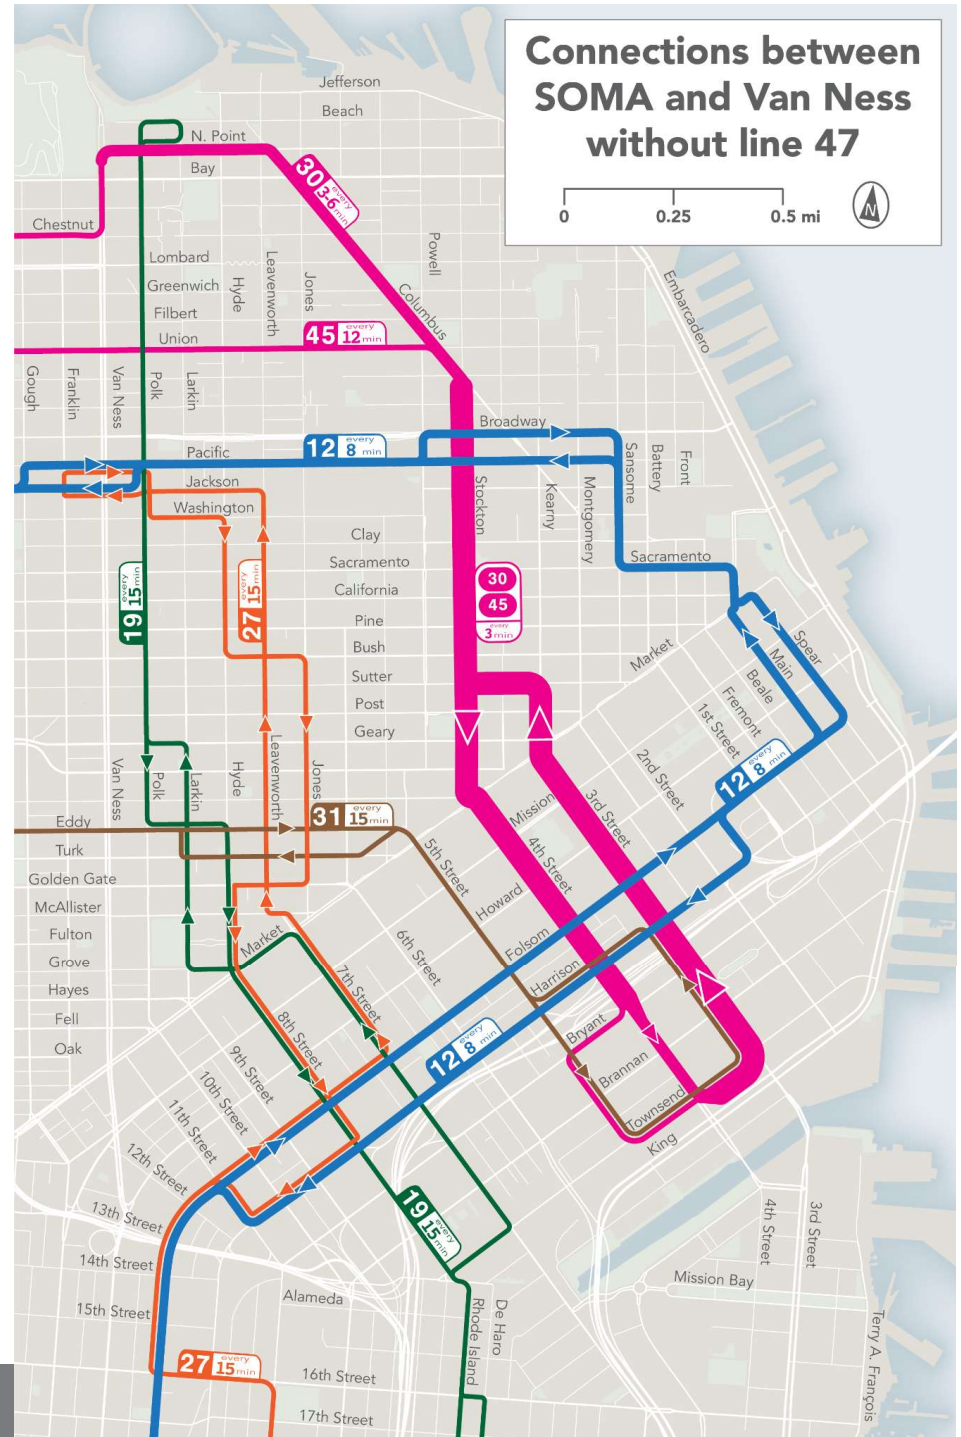 Connections between
SOMA and Van Ness
without line 47
0
0.25
0.5 mi
N
Jefferson
Beach
N. Point
Bay
30 every 3-6 min
Chestnut
Powell
Lombard
Greenwich
Filbert
Union
Hyde
Leavenworth
Jones
Columbus
Embarcadero
45 every 12 min
Gough
Franklin
Van Ness
Polk
Larkin
Broadway
Pacific
12 every 8 min
Jackson
Washington
Stockton
Kearny
Montgomery
Sansome
Battery
Front
Clay
Sacramento
Sacramento
California
Pine
Bush
Sutter
Post
Geary
19 every 15 min
27 every 15 min
30
45
every
3 min
Market
Spear
Main
Beale
Fremont
1st Street
2nd Street
12 every 8 min
Van Ness
Polk
Larkin
Hyde
Leavenworth
Jones
Eddy
31 every 15 min
Turk
Golden Gate
McAllister
Fulton
Grove
Hayes
Fell
Oak
Market
Mission
3rd Street
4th Street
5th Street
Howard
6th Street
Folsom
7th Street
Harrison
8th Street
Bryant
9th Street
12 every 8 min
Brannan
10th Street
Townsend
11th Street
King
12th Street
13th Street
19 every 15 min
14th Street
4th Street
3rd Street
Mission Bay
15th Street
Alameda
Rhode Island
De Haro
Terry A. François
27 every 15 min
16th Street
17th Street